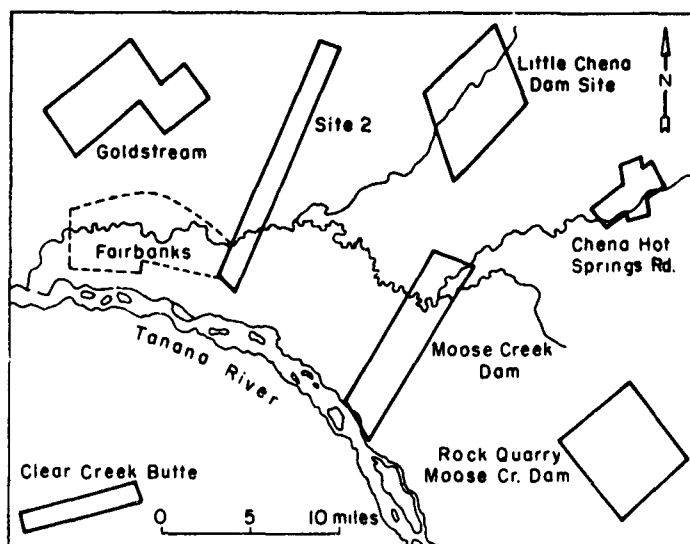 Little Chena
Dam Site
N
Site 2
Goldstream
Fairbanks
Chena Hot
Springs Rd.
Tanana River
Moose Creek
Dam
Rock Quarry
Moose Cr. Dam
Clear Creek Butte
0 5 10 miles